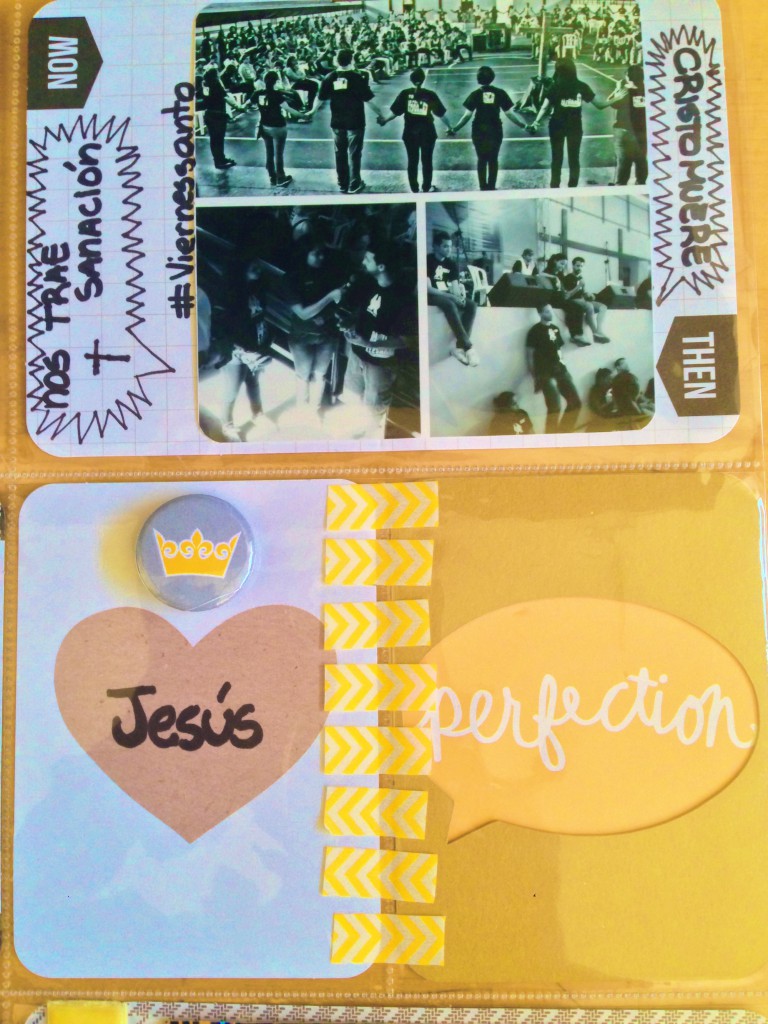 NOW
nos TRAE
SANACIÓN
#Viernessanto
CRISTO MUERE
THEN
Jesús
perfection